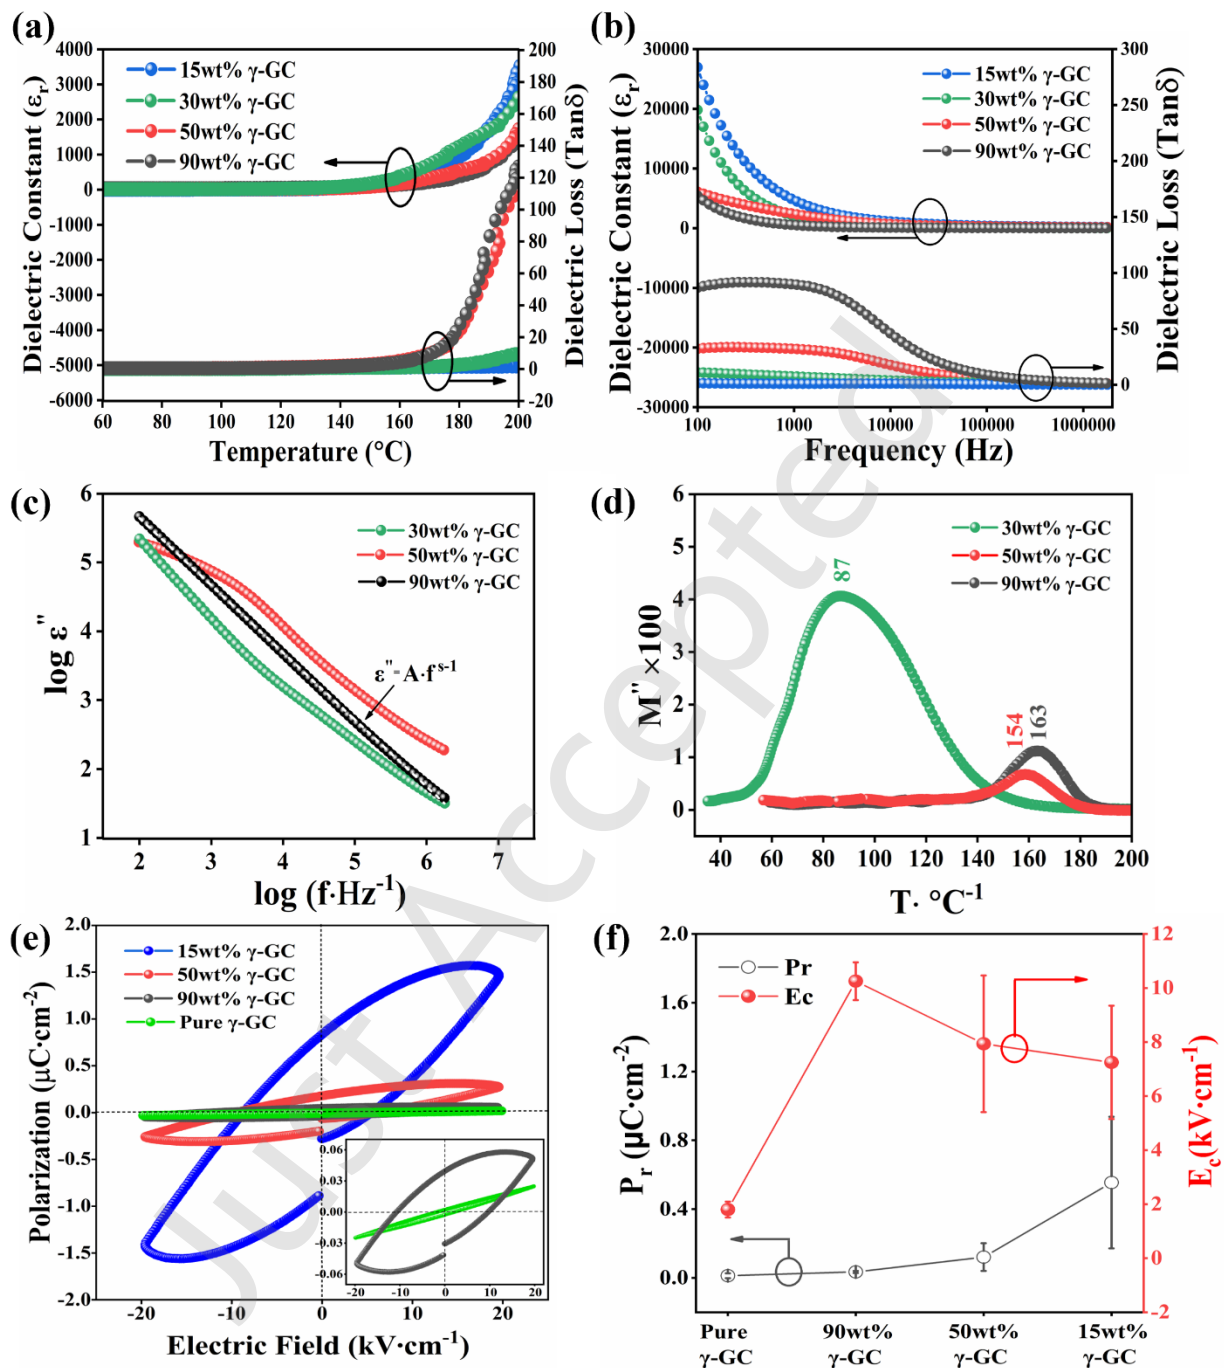 (a)
4000
3000
2000
1000
0
-1000
-2000
-3000
-4000
-5000
-6000
Dielectric Constant (εr)
15wt% γ-GC
30wt% γ-GC
50wt% γ-GC
90wt% γ-GC
200
180
160
140
120
100
80
60
40
20
0
-20
Dielectric Loss (Tanδ)
60 80 100 120 140 160 180 200
Temperature (°C)
(b)
30000
20000
10000
0
-10000
-20000
-30000
Dielectric Constant (εr)
15wt% γ-GC
30wt% γ-GC
50wt% γ-GC
90wt% γ-GC
300
200
100
50
0
Dielectric Loss (Tanδ)
100 1000 10000 100000 1000000
Frequency (Hz)
(c)
6
5
4
3
2
1
log ε"
30wt% γ-GC
50wt% γ-GC
90wt% γ-GC
ε"=A·f s-1
2 3 4 5 6 7
log (f·Hz-1)
(d)
6
5
4
3
2
1
0
M" ×100
30wt% γ-GC
50wt% γ-GC
90wt% γ-GC
87
154
163
40 60 80 100 120 140 160 180 200
T· °C-1
(e)
2.0
1.5
1.0
0.5
0.0
-0.5
-1.0
-1.5
-2.0
Polarization (μC·cm-2)
15wt% γ-GC
50wt% γ-GC
90wt% γ-GC
Pure γ-GC
0.06
0.03
0.00
-0.03
-0.06
-20 -10 0 10 20
-20 -10 0 10 20
Electric Field (kV·cm-1)
(f)
2.0
1.6
1.2
0.8
0.4
0.0
Pr (μC·cm-2)
Pr
Ec
12
10
8
6
4
2
0
-2
Ec(kV·cm-1)
Pure 90wt% 50wt% 15wt%
γ-GC γ-GC γ-GC γ-GC
Just Accepted